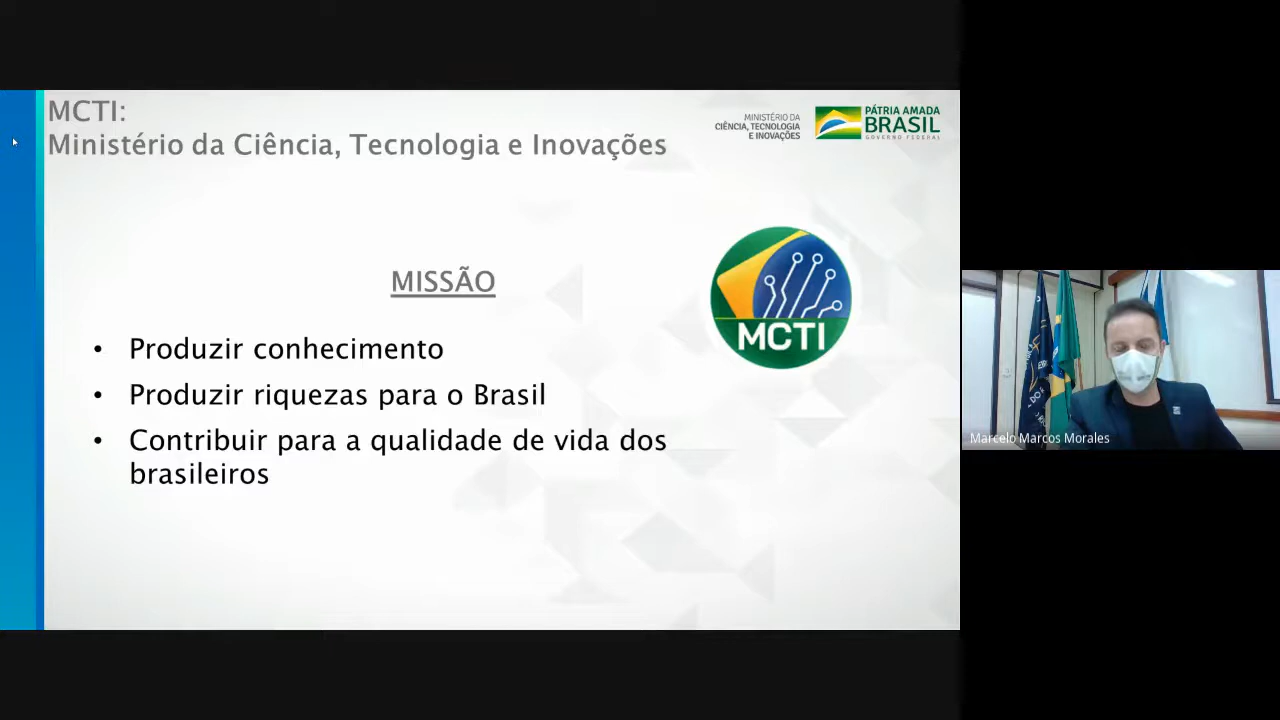 MCTI:
Ministério da Ciência, Tecnologia e Inovações
MINISTÉRIO DA
CIÊNCIA, TECNOLOGIA
E INOVAÇÕES
PÁTRIA AMADA
BRASIL
GOVERNO FEDERAL
MISSÃO
MCTI
• Produzir conhecimento
• Produzir riquezas para o Brasil
• Contribuir para a qualidade de vida dos
brasileiros
Marcelo Marcos Morales